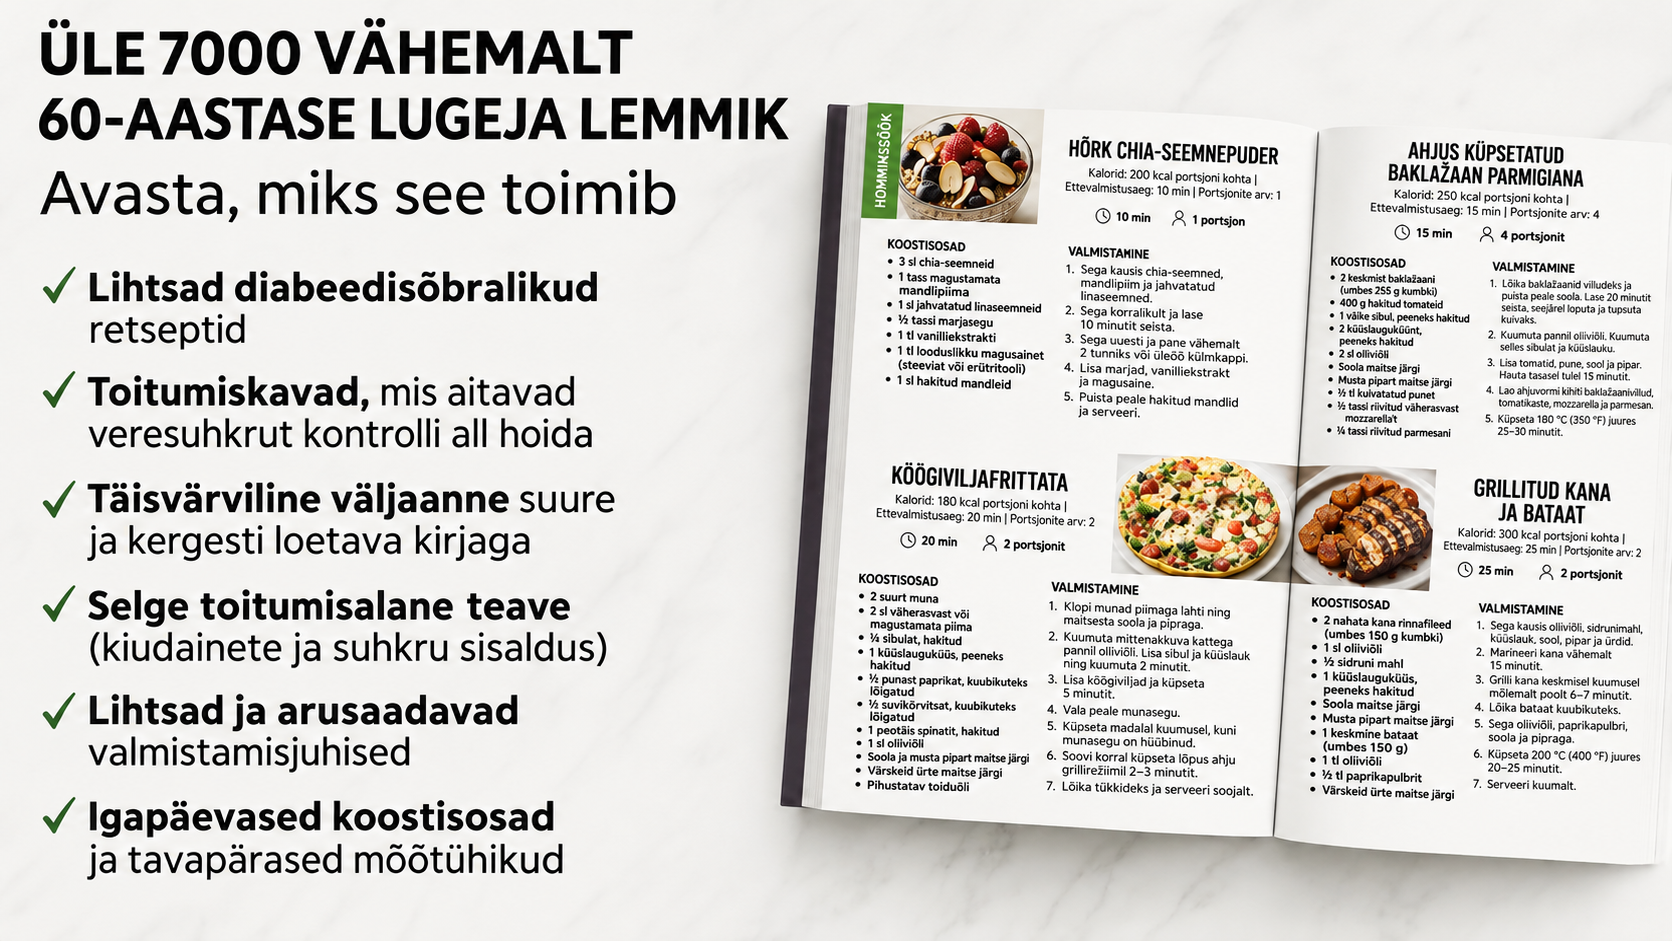 ÜLE 7000 VÄHEMALT
60-AASTASE LUGEJA LEMMIK
Avasta, miks see toimib
Lihtsad diabeedisõbralikud
retseptid
Toitumiskavad, mis aitavad
veresuhkrut kontrolli all hoida
Täisvärviline väljaanne suure
ja kergesti loetava kirjaga
Selge toitumisalane teave
(kiudainete ja suhkru sisaldus)
Lihtsad ja arusaadavad
valmistamisjuhised
Igapäevased koostisosad
ja tavapärased mõõtühikud
HÕRK CHIA-SEEMNEPUDER
Kalorid: 200 kcal portsjoni kohta |
Ettevalmistusaeg: 10 min | Portsjonite arv: 1
10 min 1 portsjon
KOOSTISOSAD
• 3 sl chia-seemneid
• 1 tass magustamata
mandlipiima
• 1 sl jahvatatud linaseemneid
• ½ tassi marjasegu
• 1 tl vanilliekstrakti
• 1 tl looduslikku magusainet
(steeviat või erütritooli)
• 1 sl hakitud mandleid
VALMISTAMINE
1. Sega kausis chia-seemned,
mandlipiim ja jahvatatud
linaseemned.
2. Sega korralikult ja lase
10 minutit seista.
3. Sega uuesti ja pane vähemalt
2 tunniks või üleöö külmkappi.
4. Lisa marjad, vanilliekstrakt
ja magusaine.
5. Puista peale hakitud mandlid
ja serveeri.
KÖÖGIVILJAFRITTATA
Kalorid: 180 kcal portsjoni kohta |
Ettevalmistusaeg: 20 min | Portsjonite arv: 2
20 min 2 portsjonit
KOOSTISOSAD
• 2 suurt muna
• 2 sl väherasvast või
magustamata piima
• ¼ sibulat, hakitud
• 1 küüslauguküüs, peeneks
hakitud
• ½ punast paprikat, kuubikuteks
lõigatud
• ½ suvikõrvitsat, kuubikuteks
lõigatud
• 1 peotäis spinatit, hakitud
• 1 sl oliiviõli
• Soola ja musta pipart maitse järgi
• Värskeid ürte maitse järgi
• Pihustatav toiduõli
VALMISTAMINE
1. Klopi munad piimaga lahti ning
maitsesta soola ja pipraga.
2. Kuumuta mittenakkuva kattega
pannil oliiviõli. Lisa sibul ja küüslauk
ning kuumuta 2 minutit.
3. Lisa köögiviljad ja küpseta
5 minutit.
4. Vala peale munasegu.
5. Küpseta madalal kuumusel, kuni
munasegu on hüübinud.
6. Soovi korral küpseta lõpus ahju
grillirežiimil 2–3 minutit.
7. Lõika tükkideks ja serveeri soojalt.
AHJUS KÜPSETATUD
BAKLAŽAAN PARMIGIANA
Kalorid: 250 kcal portsjoni kohta |
Ettevalmistusaeg: 15 min | Portsjonite arv: 4
15 min 4 portsjonit
KOOSTISOSAD
• 2 keskmist baklažaani
(umbes 255 g kumbki)
• 400 g hakitud tomateid
• 1 väike sibul, peeneks hakitud
• 2 küüslauguküünt,
peeneks hakitud
• 2 sl oliiviõli
• Soola maitse järgi
• Musta pipart maitse järgi
• ½ tl kuivatatud punet
• ½ tassi riivitud väherasvast
mozzarella't
• ¼ tassi riivitud parmesani
VALMISTAMINE
1. Lõika baklažaanid viiludeks ja
puista peale soola. Lase 20 minutit
seista, seejärel loputa ja tupsuta
kuivaks.
2. Kuumuta pannil oliiviõli. Kuumuta
selles sibulat ja küüslauku.
3. Lisa tomatid, pune, sool ja pipar.
Hauta tasasel tulel 15 minutit.
4. Lao ahjuvormi kihiti baklažaanivillud,
tomatikaste, mozzarella ja parmesan.
5. Küpseta 180 °C (350 °F) juures
25–30 minutit.
GRILLITUD KANA
JA BATAAT
Kalorid: 300 kcal portsjoni kohta |
Ettevalmistusaeg: 25 min | Portsjonite arv: 2
25 min 2 portsjonit
KOOSTISOSAD
• 2 nahata kana rinnafileed
(umbes 150 g kumbki)
• 1 sl oliiviõli
• ½ sidruni mahl
• 1 küüslauguküüs,
peeneks hakitud
• Soola maitse järgi
• Musta pipart maitse järgi
• 1 keskmine bataat
(umbes 150 g)
• 1 tl oliiviõli
• ½ tl paprikapulbrit
• Värskeid ürte maitse järgi
VALMISTAMINE
1. Sega kausis oliiviõli, sidrunimahl,
küüslauk, sool, pipar ja ürdid.
2. Marineeri kana vähemalt
15 minutit.
3. Grilli kana keskmisel kuumusel
mõlemalt poolt 6–7 minutit.
4. Lõika bataat kuubikuteks.
5. Sega oliiviõli, paprikapulbri,
soola ja pipraga.
6. Küpseta 200 °C (400 °F) juures
20–25 minutit.
7. Serveeri kuumalt.